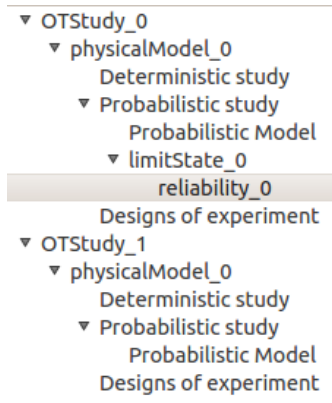 OTStudy_0
physicalModel_0
Deterministic study
Probabilistic study
Probabilistic Model
limitState_0
reliability_0
Designs of experiment
OTStudy_1
physicalModel_0
Deterministic study
Probabilistic study
Probabilistic Model
Designs of experiment